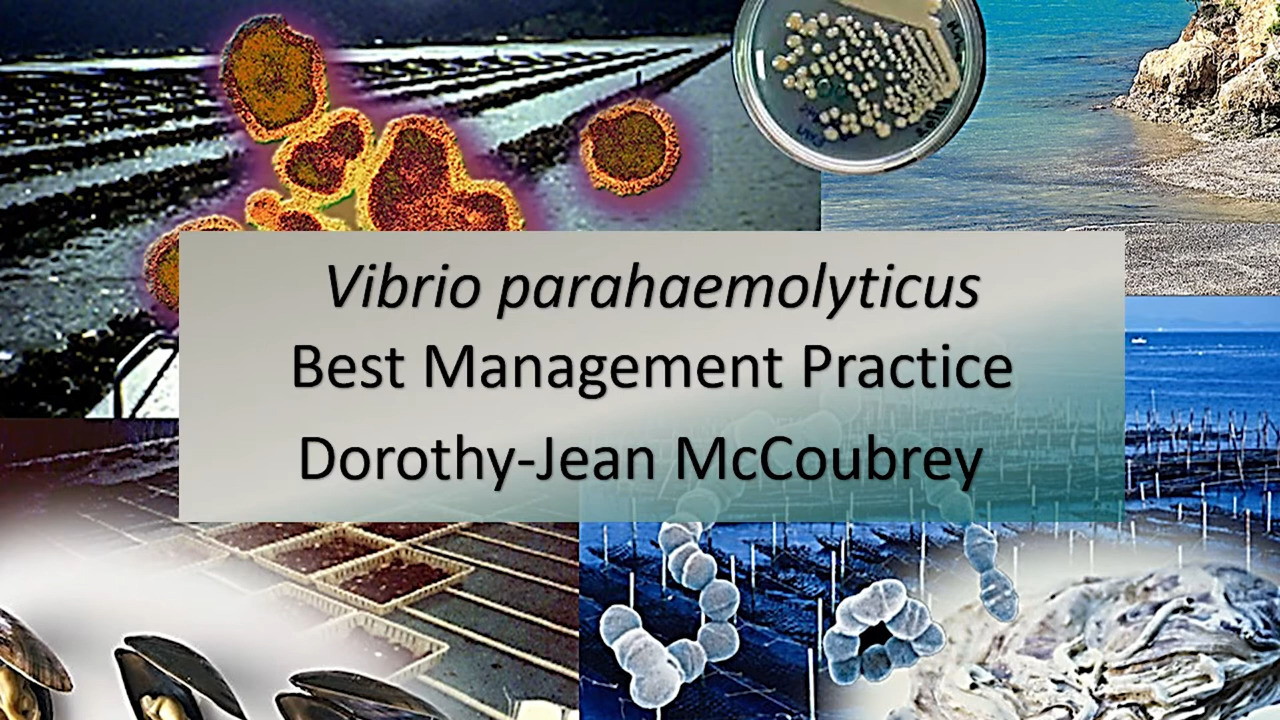 Vibrio parahaemolyticus
Best Management Practice
Dorothy-Jean McCoubrey